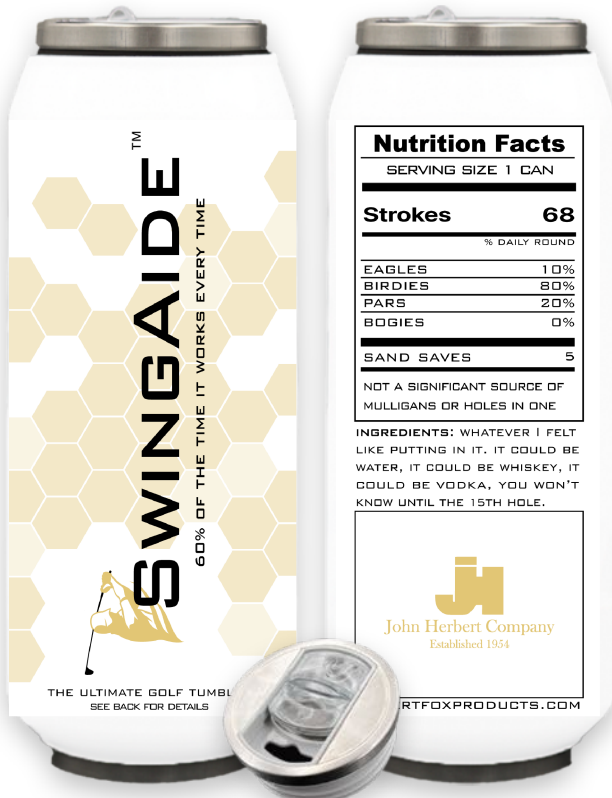 SWINGAIDE™
60% OF THE TIME IT WORKS EVERY TIME
THE ULTIMATE GOLF
SEE BACK FOR DETAILS
Nutrition Facts
SERVING SIZE 1 CAN
Strokes 68
% DAILY ROUND
EAGLES 10%
BIRDIES 80%
PARS 20%
BOGIES 0%
SAND SAVES 5
NOT A SIGNIFICANT SOURCE OF
MULLIGANS OR HOLES IN ONE
INGREDIENTS: WHATEVER I FELT
LIKE PUTTING IN IT. IT COULD BE
WATER, IT COULD BE WHISKEY, IT
COULD BE VODKA, YOU WON'T
KNOW UNTIL THE 15TH HOLE.
JH
John Herbert Company
Established 1954
RTFOXPRODUCTS.COM